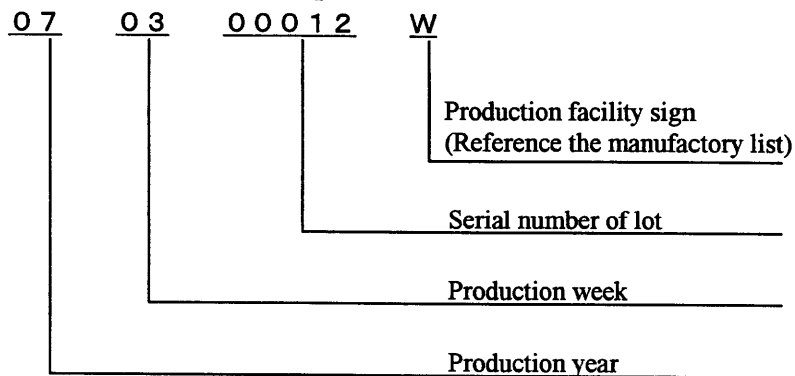 07 03 00012 W
Production facility sign
(Reference the manufactory list)
Serial number of lot
Production week
Production year